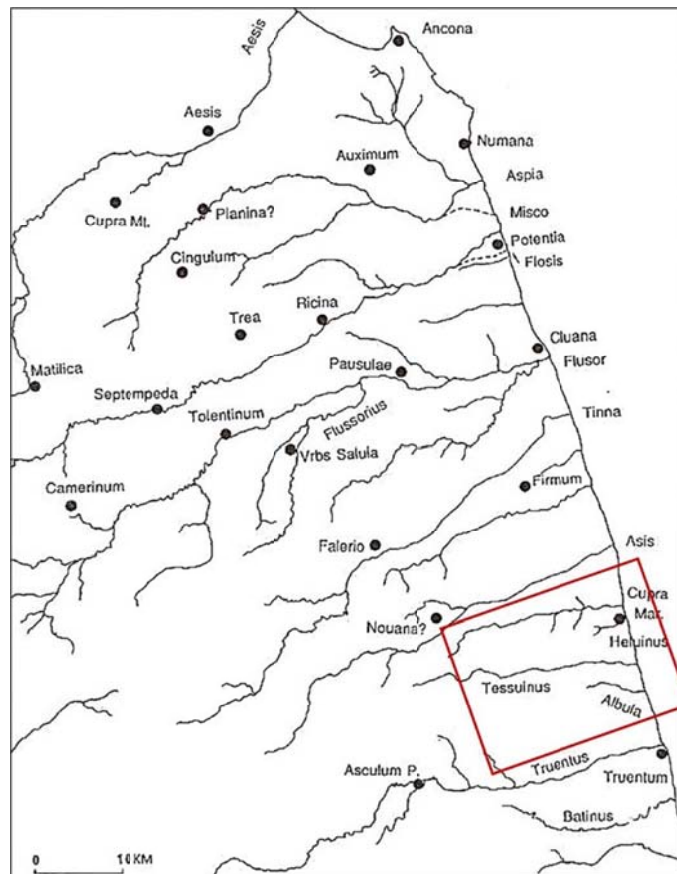 Ancona
Aesis
Aesis
Numana
Auximum
Aspia
Cupra Mt.
Planina?
Misco
Potentia
Flosis
Cingulum
Ricina
Trea
Cluana
Flusor
Matilica
Pausulae
Septempeda
Tolentinum
Flussorius
Tinna
Vrbs Salula
Camerinum
Firmum
Falerio
Asis
Cupra
Mar.
Nouana?
Heluinus
Tessuinus
Albula
Asculum P.
Truentus
Truentum
Batinus
0 10 KM